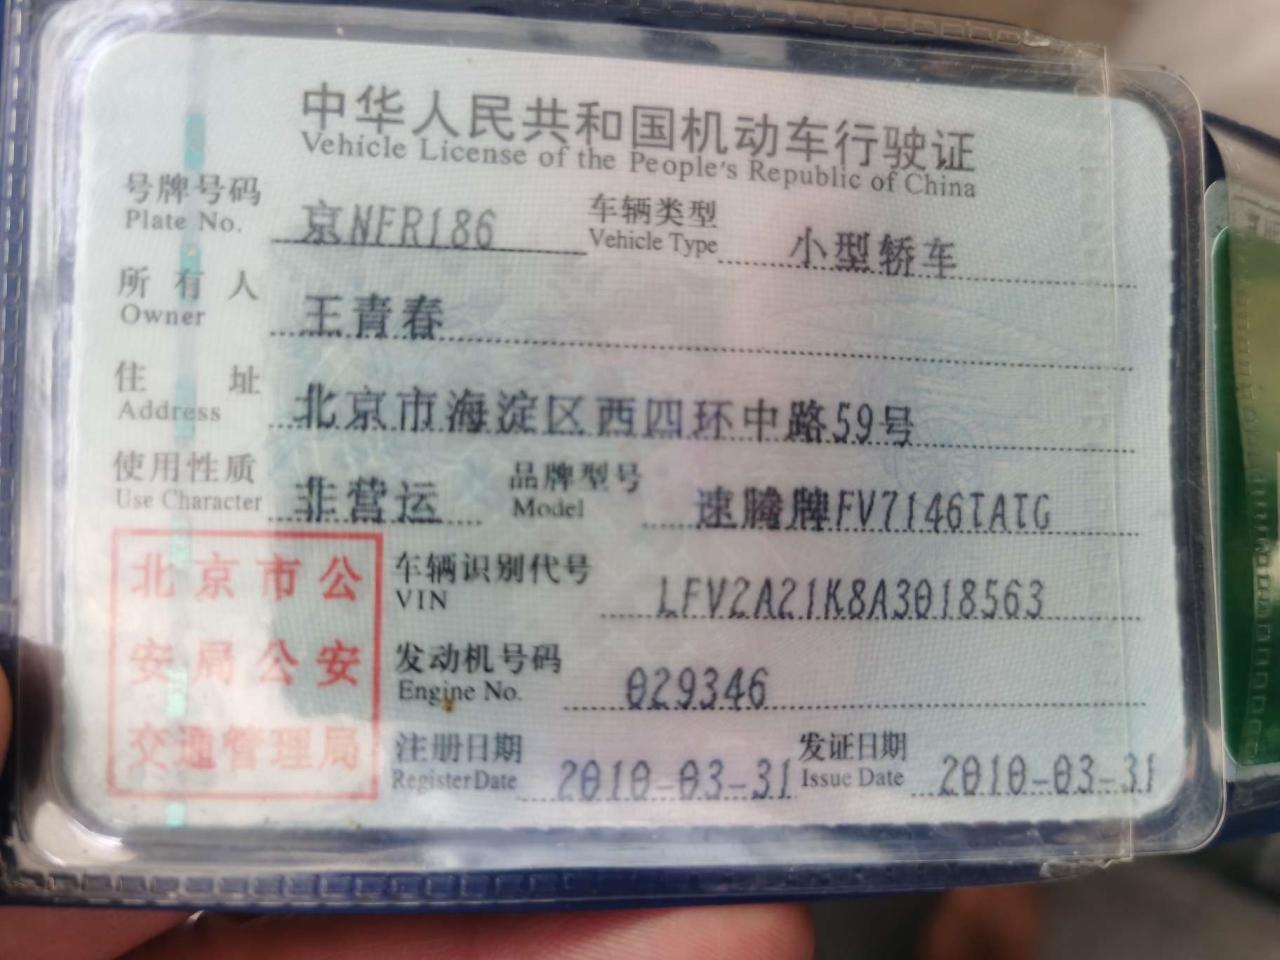 中华人民共和国机动车行驶证
Vehicle License of the People's Republic of China
号牌号码 京NFR186 车辆类型 小型轿车
Plate No. Vehicle Type
所有人 王青春
Owner
住址 北京市海淀区西四环中路59号
Address
使用性质 非营运 品牌型号 速腾牌FV7146TATG
Use Character Model
车辆识别代号 LFV2A21K8A3018563
VIN
发动机号码 029346
Engine No.
注册日期 2010-03-31 发证日期 2010-03-31
Register Date Issue Date
北京市公
安局公安
交通管理局